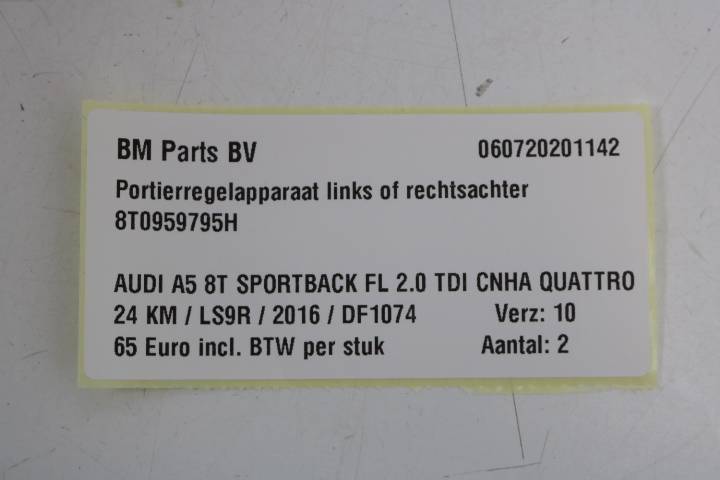 BM Parts BV 060720201142
Portierregelapparaat links of rechtsachter
8T0959795H
AUDI A5 8T SPORTBACK FL 2.0 TDI CNHA QUATTRO
24 KM / LS9R / 2016 / DF1074 Verz: 10
65 Euro incl. BTW per stuk Aantal: 2